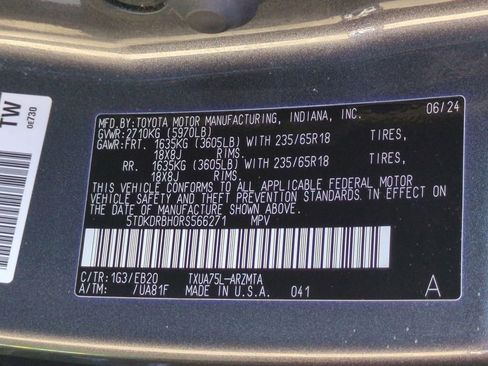 TW
0E730
MFD.BY:TOYOTA MOTOR MANUFACTURING, INDIANA, INC. 06/24
GVWR:2710KG (5970LB)
GAWR:FRT. 1635KG (3605LB) WITH 235/65R18 TIRES,
18X8J RIMS.
RR. 1635KG (3605LB) WITH 235/65R18 TIRES,
18X8J RIMS.
THIS VEHICLE CONFORMS TO ALL APPLICABLE FEDERAL MOTOR
VEHICLE SAFETY AND THEFT PREVENTION STANDARDS IN EFFECT
ON THE DATE OF MANUFACTURE SHOWN ABOVE.
5TDKDRBH0RS566271 MPV
C/TR:1G3/EB20 TXUA75L-ARZMTA
A/TM: /UA81F MADE IN U.S.A. 041 A